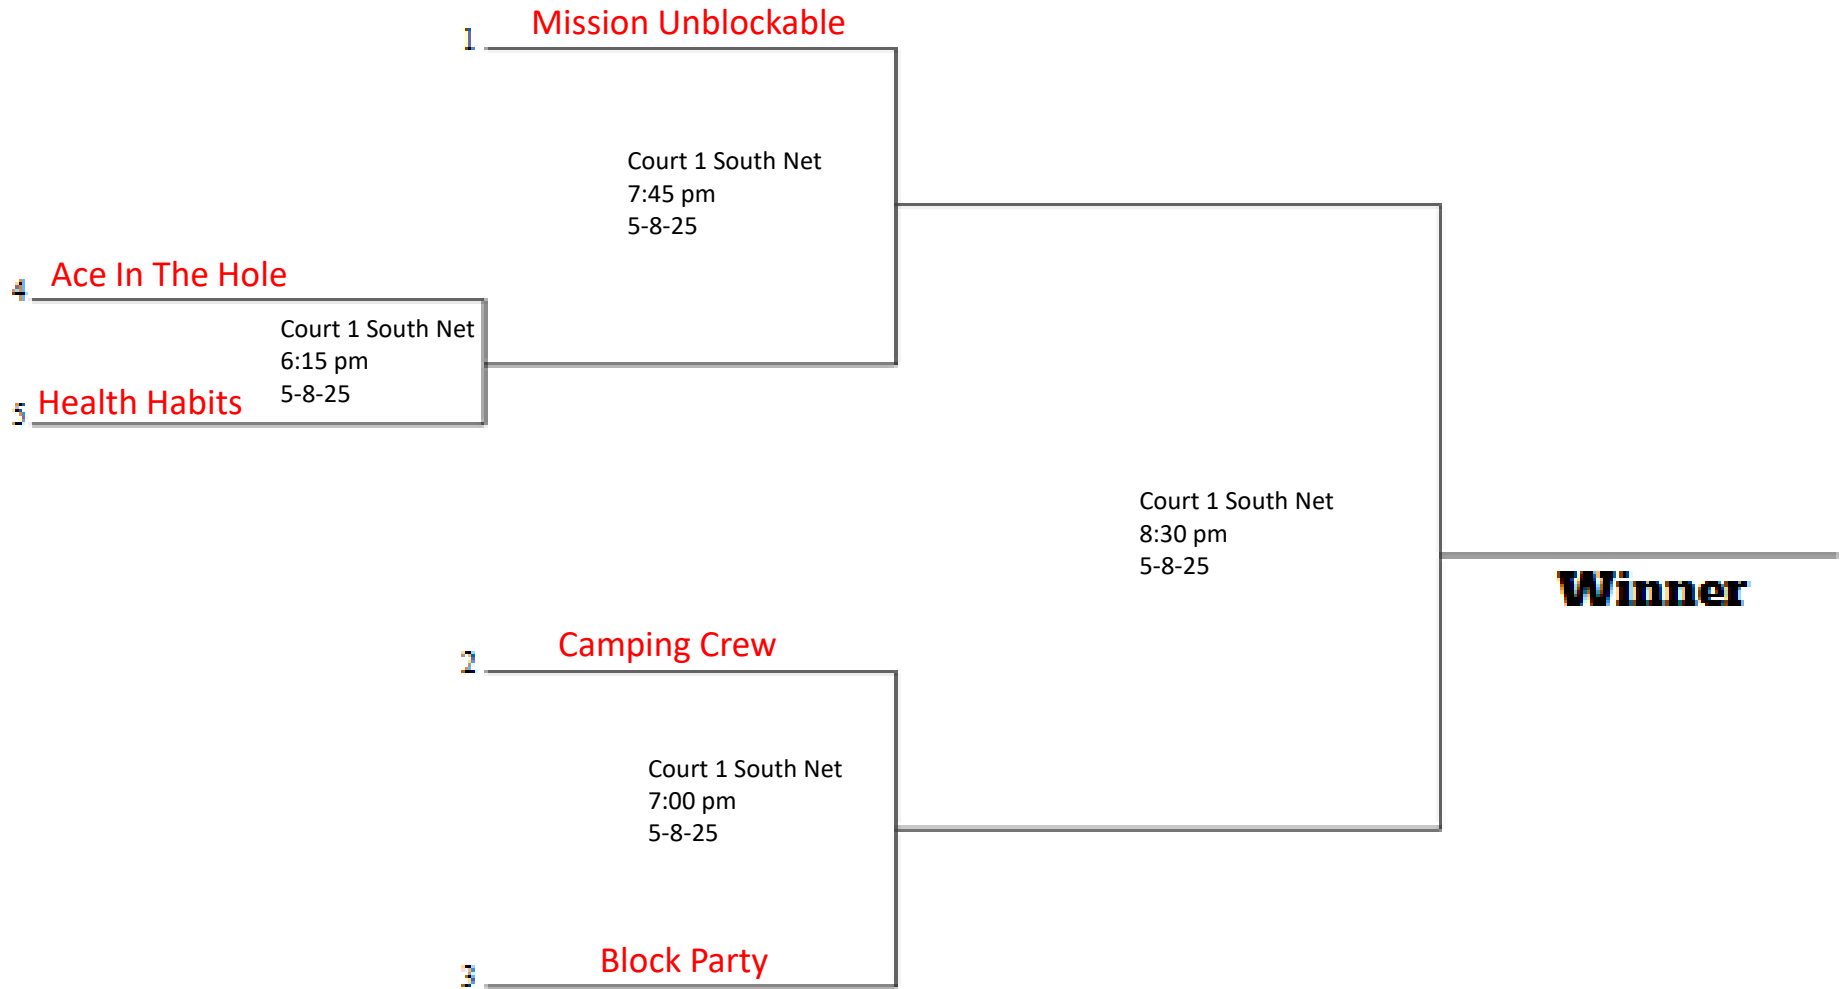 Mission Unblockable
1
Court 1 South Net
7:45 pm
5-8-25
Ace In The Hole
4
Court 1 South Net
6:15 pm
5-8-25
Health Habits
5
Court 1 South Net
8:30 pm
5-8-25
Winner
Camping Crew
2
Court 1 South Net
7:00 pm
5-8-25
Block Party
3